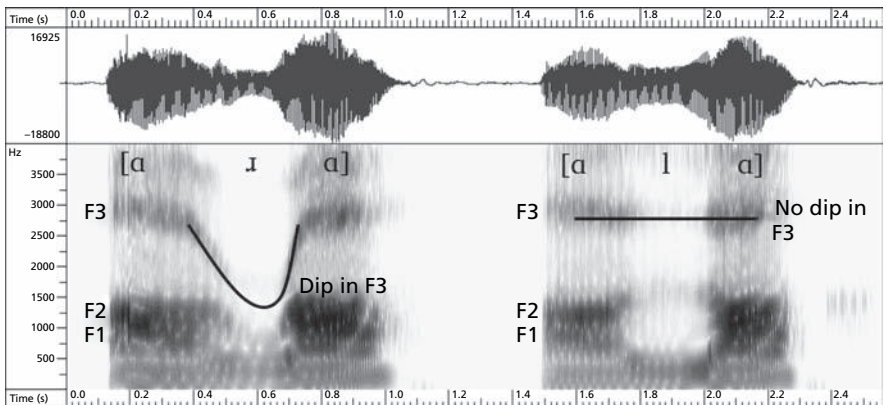 Time (s) 0.0 0.2 0.4 0.6 0.8 1.0 1.2 1.4 1.6 1.8 2.0 2.2 2.4
16925
–18800
Hz
3500
3000
2500
2000
1500
1000
500
[ɑ ɹ ɑ]
F3
Dip in F3
F2
F1
[ɑ l ɑ]
F3
No dip in
F3
F2
F1
Time (s) 0.0 0.2 0.4 0.6 0.8 1.0 1.2 1.4 1.6 1.8 2.0 2.2 2.4